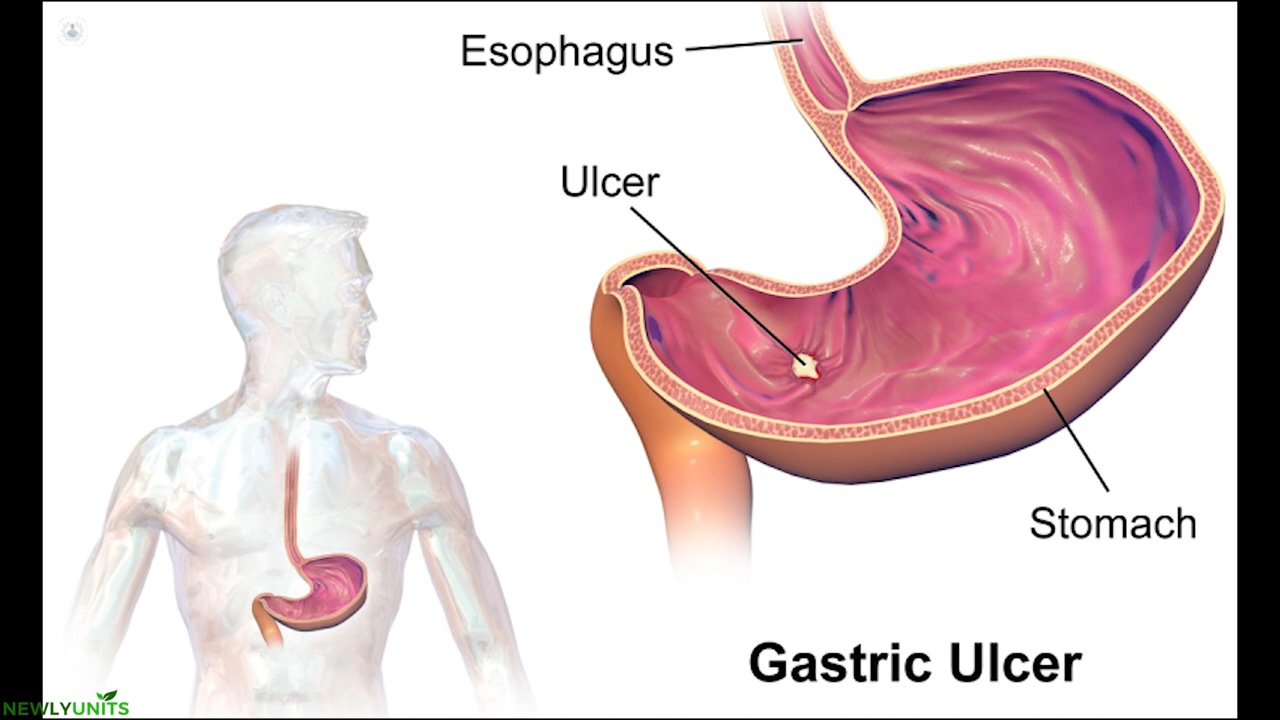 Esophagus
Ulcer
Stomach
Gastric Ulcer
NEWLYUNITS